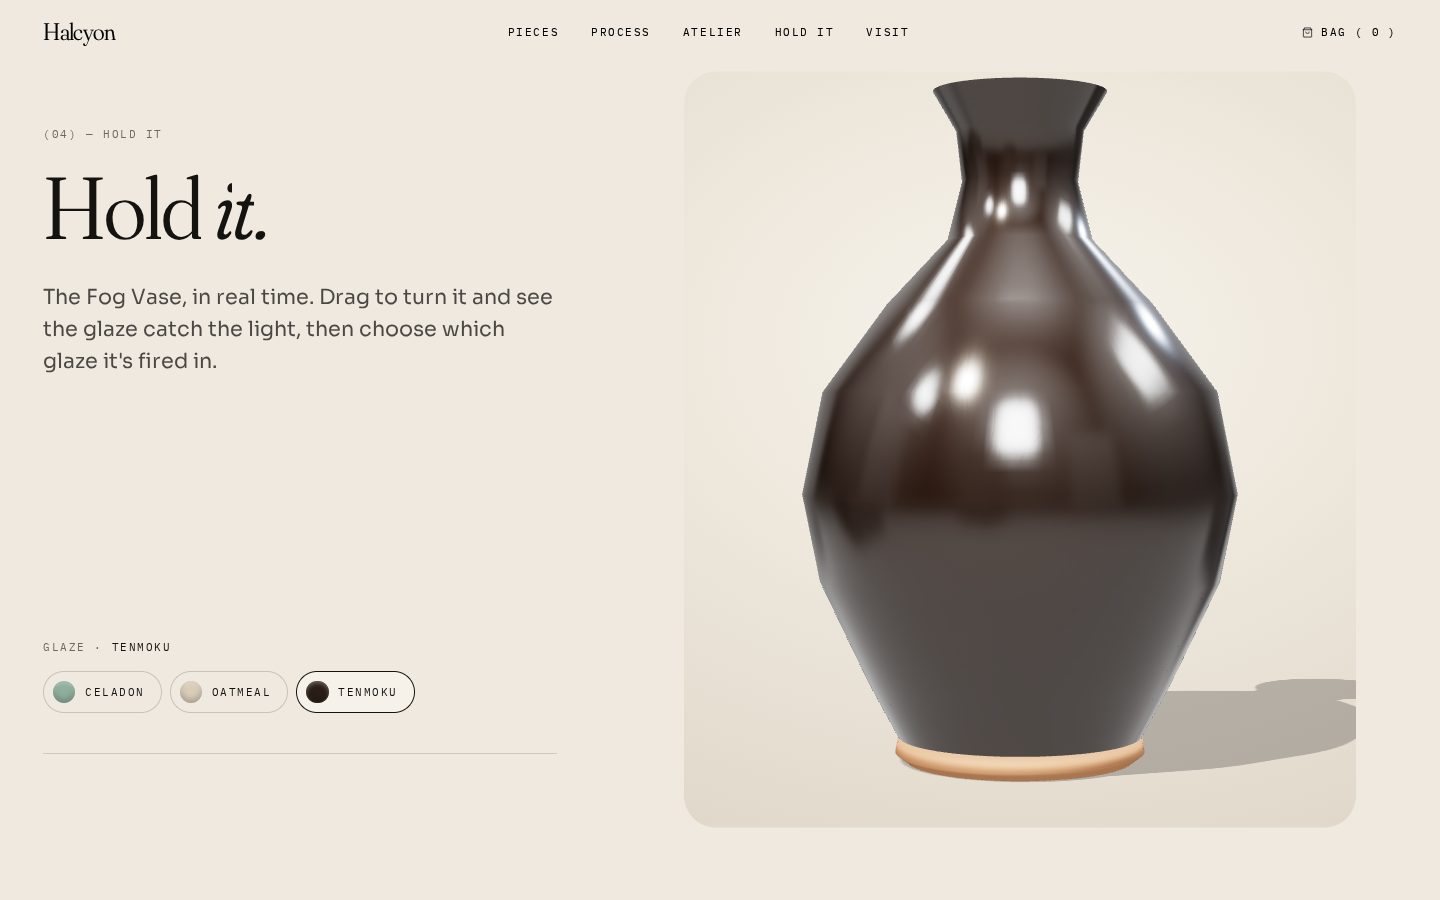 Halcyon
PIECES
PROCESS
ATELIER
HOLD IT
VISIT
BAG ( 0 )
(04) — HOLD IT
Hold it.
The Fog Vase, in real time. Drag to turn it and see
the glaze catch the light, then choose which
glaze it's fired in.
GLAZE · TENMOKU
CELADON
OATMEAL
TENMOKU